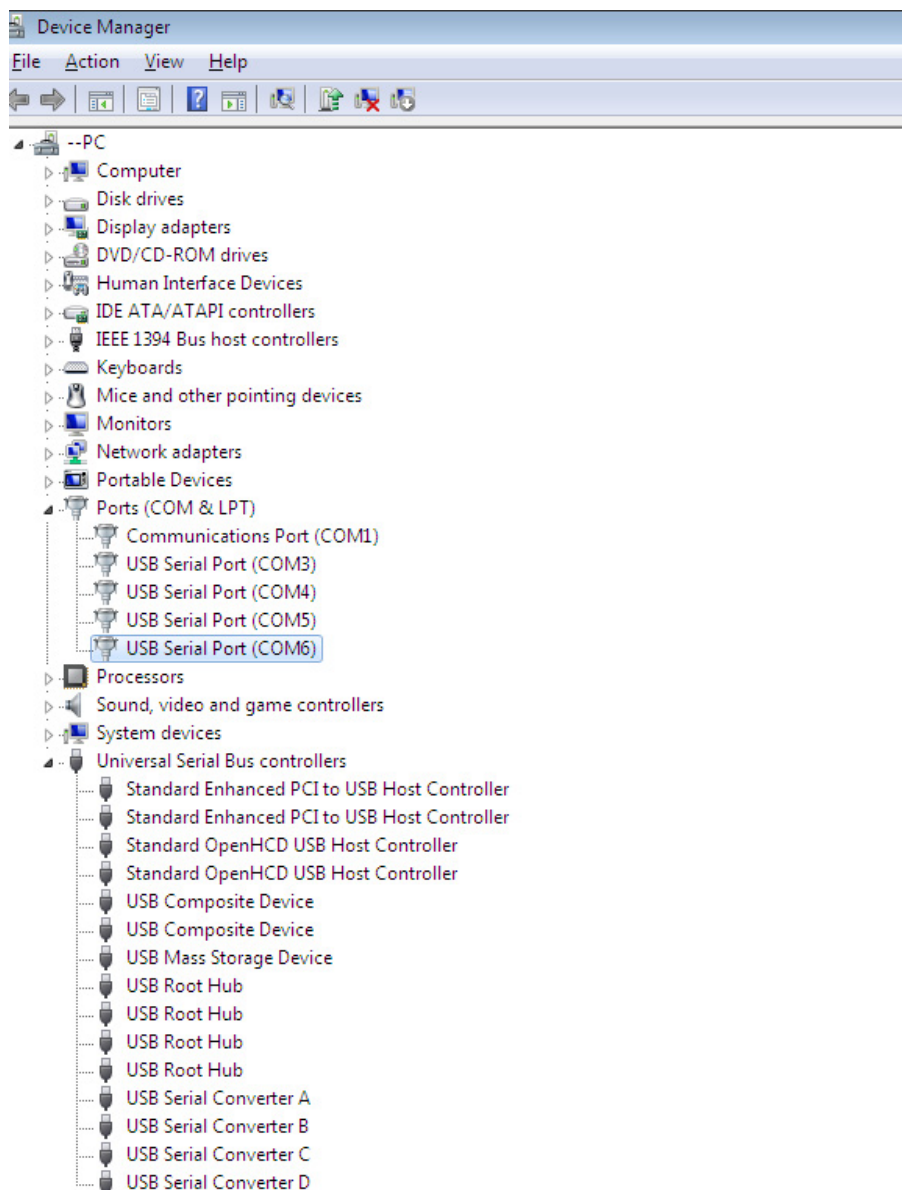 Device Manager
File Action View Help
--PC
Computer
Disk drives
Display adapters
DVD/CD-ROM drives
Human Interface Devices
IDE ATA/ATAPI controllers
IEEE 1394 Bus host controllers
Keyboards
Mice and other pointing devices
Monitors
Network adapters
Portable Devices
Ports (COM & LPT)
Communications Port (COM1)
USB Serial Port (COM3)
USB Serial Port (COM4)
USB Serial Port (COM5)
USB Serial Port (COM6)
Processors
Sound, video and game controllers
System devices
Universal Serial Bus controllers
Standard Enhanced PCI to USB Host Controller
Standard Enhanced PCI to USB Host Controller
Standard OpenHCD USB Host Controller
Standard OpenHCD USB Host Controller
USB Composite Device
USB Composite Device
USB Mass Storage Device
USB Root Hub
USB Root Hub
USB Root Hub
USB Root Hub
USB Serial Converter A
USB Serial Converter B
USB Serial Converter C
USB Serial Converter D